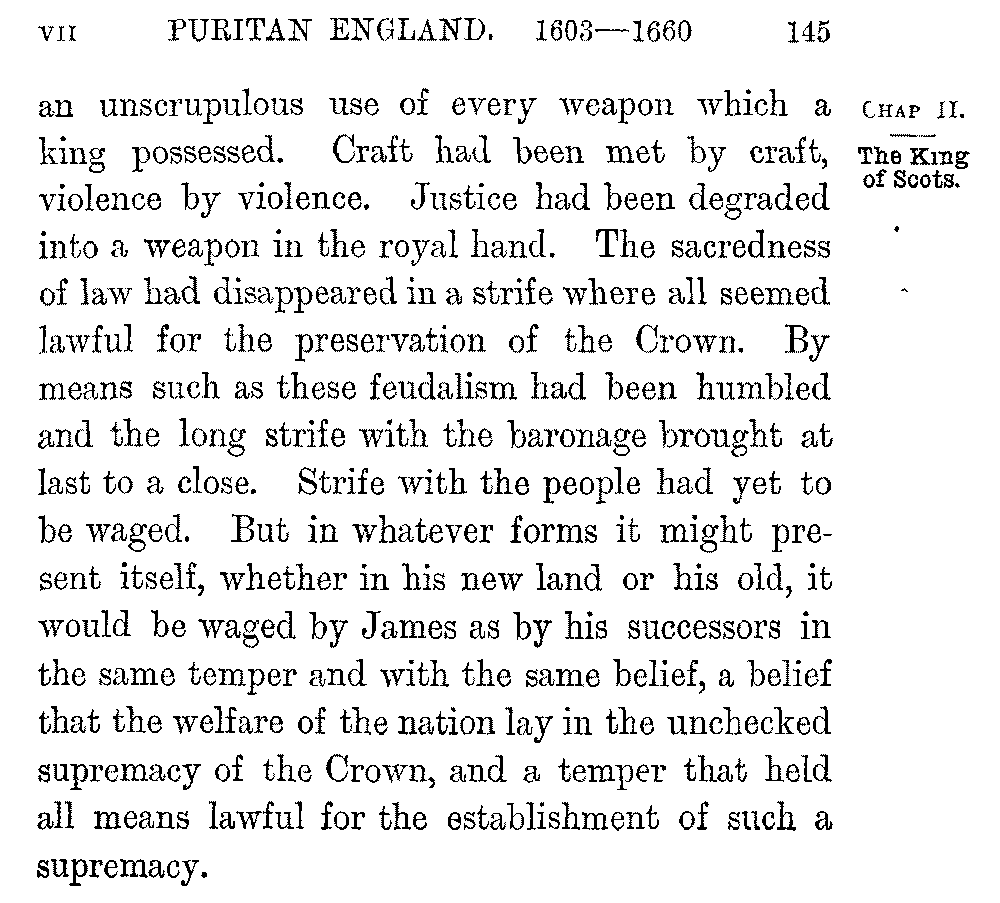 VII PURITAN ENGLAND. 1603—1660 145
an unscrupulous use of every weapon which a
king possessed. Craft had been met by craft,
violence by violence. Justice had been degraded
into a weapon in the royal hand. The sacredness
of law had disappeared in a strife where all seemed
lawful for the preservation of the Crown. By
means such as these feudalism had been humbled
and the long strife with the baronage brought at
last to a close. Strife with the people had yet to
be waged. But in whatever forms it might pre-
sent itself, whether in his new land or his old, it
would be waged by James as by his successors in
the same temper and with the same belief, a belief
that the welfare of the nation lay in the unchecked
supremacy of the Crown, and a temper that held
all means lawful for the establishment of such a
supremacy.
CHAP II.
The King
of Scots.